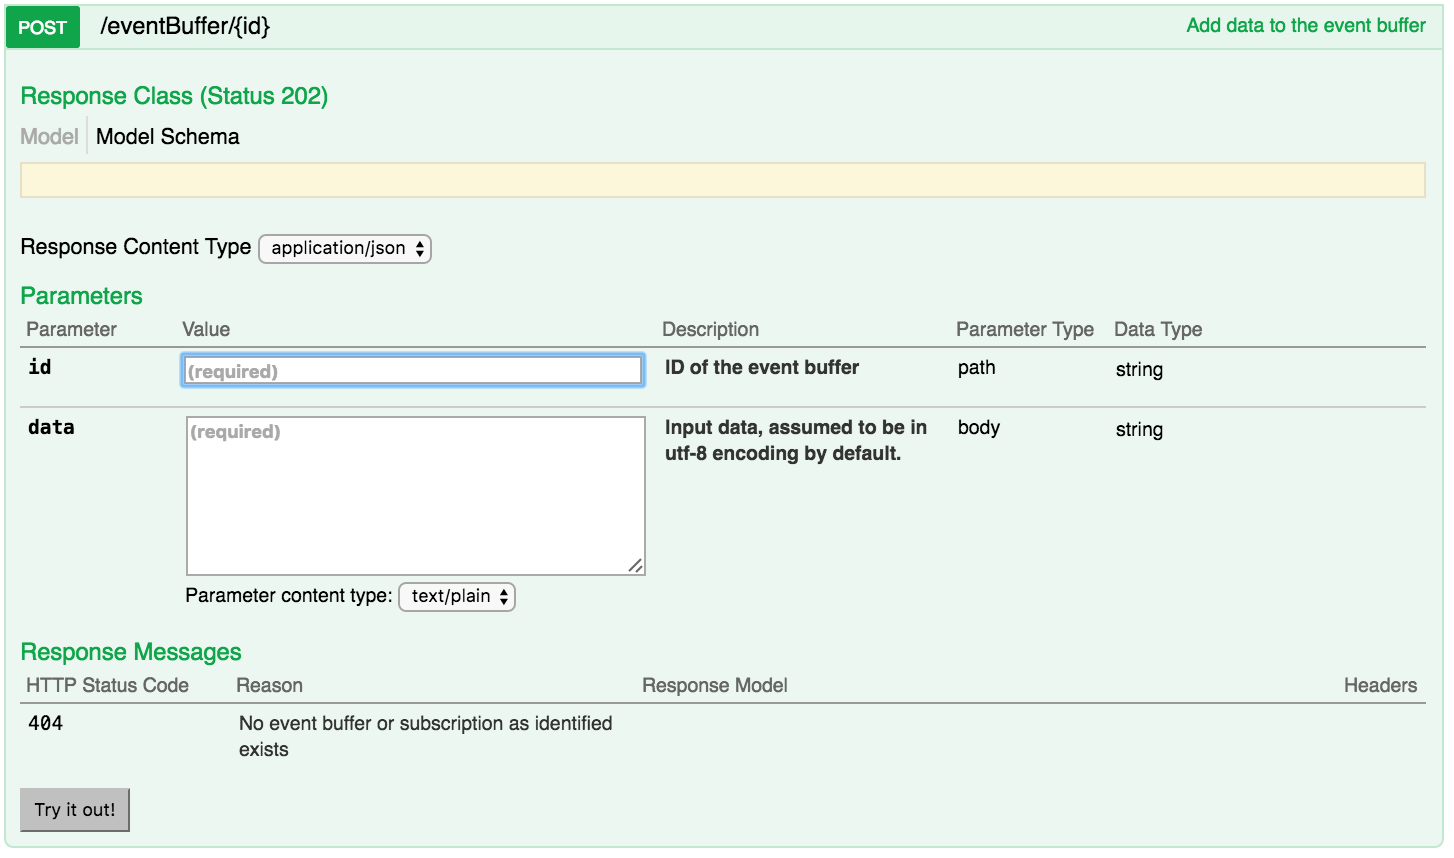 POST /eventBuffer/{id} Add data to the event buffer
Response Class (Status 202)
Model Model Schema
Response Content Type application/json
Parameters
Parameter Value Description Parameter Type Data Type
id (required) ID of the event buffer path string
data (required) Input data, assumed to be in body string
utf-8 encoding by default.
Parameter content type: text/plain
Response Messages
HTTP Status Code Reason Response Model Headers
404 No event buffer or subscription as identified
exists
Try it out!